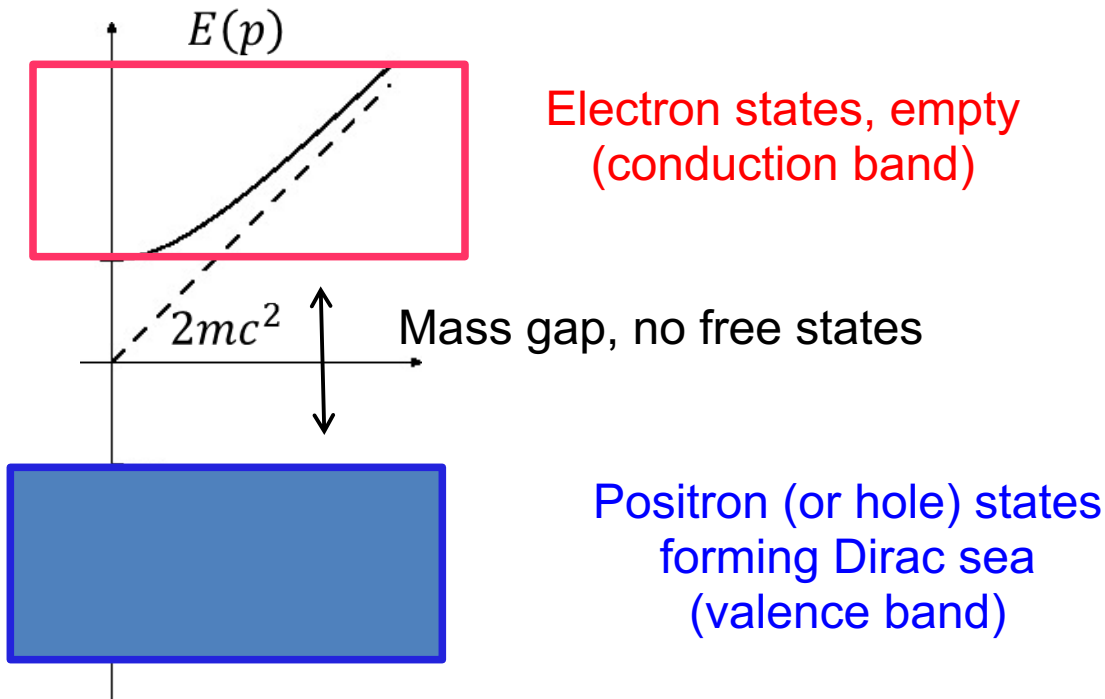 E(p)
Electron states, empty
(conduction band)
2mc²
Mass gap, no free states
Positron (or hole) states
forming Dirac sea
(valence band)